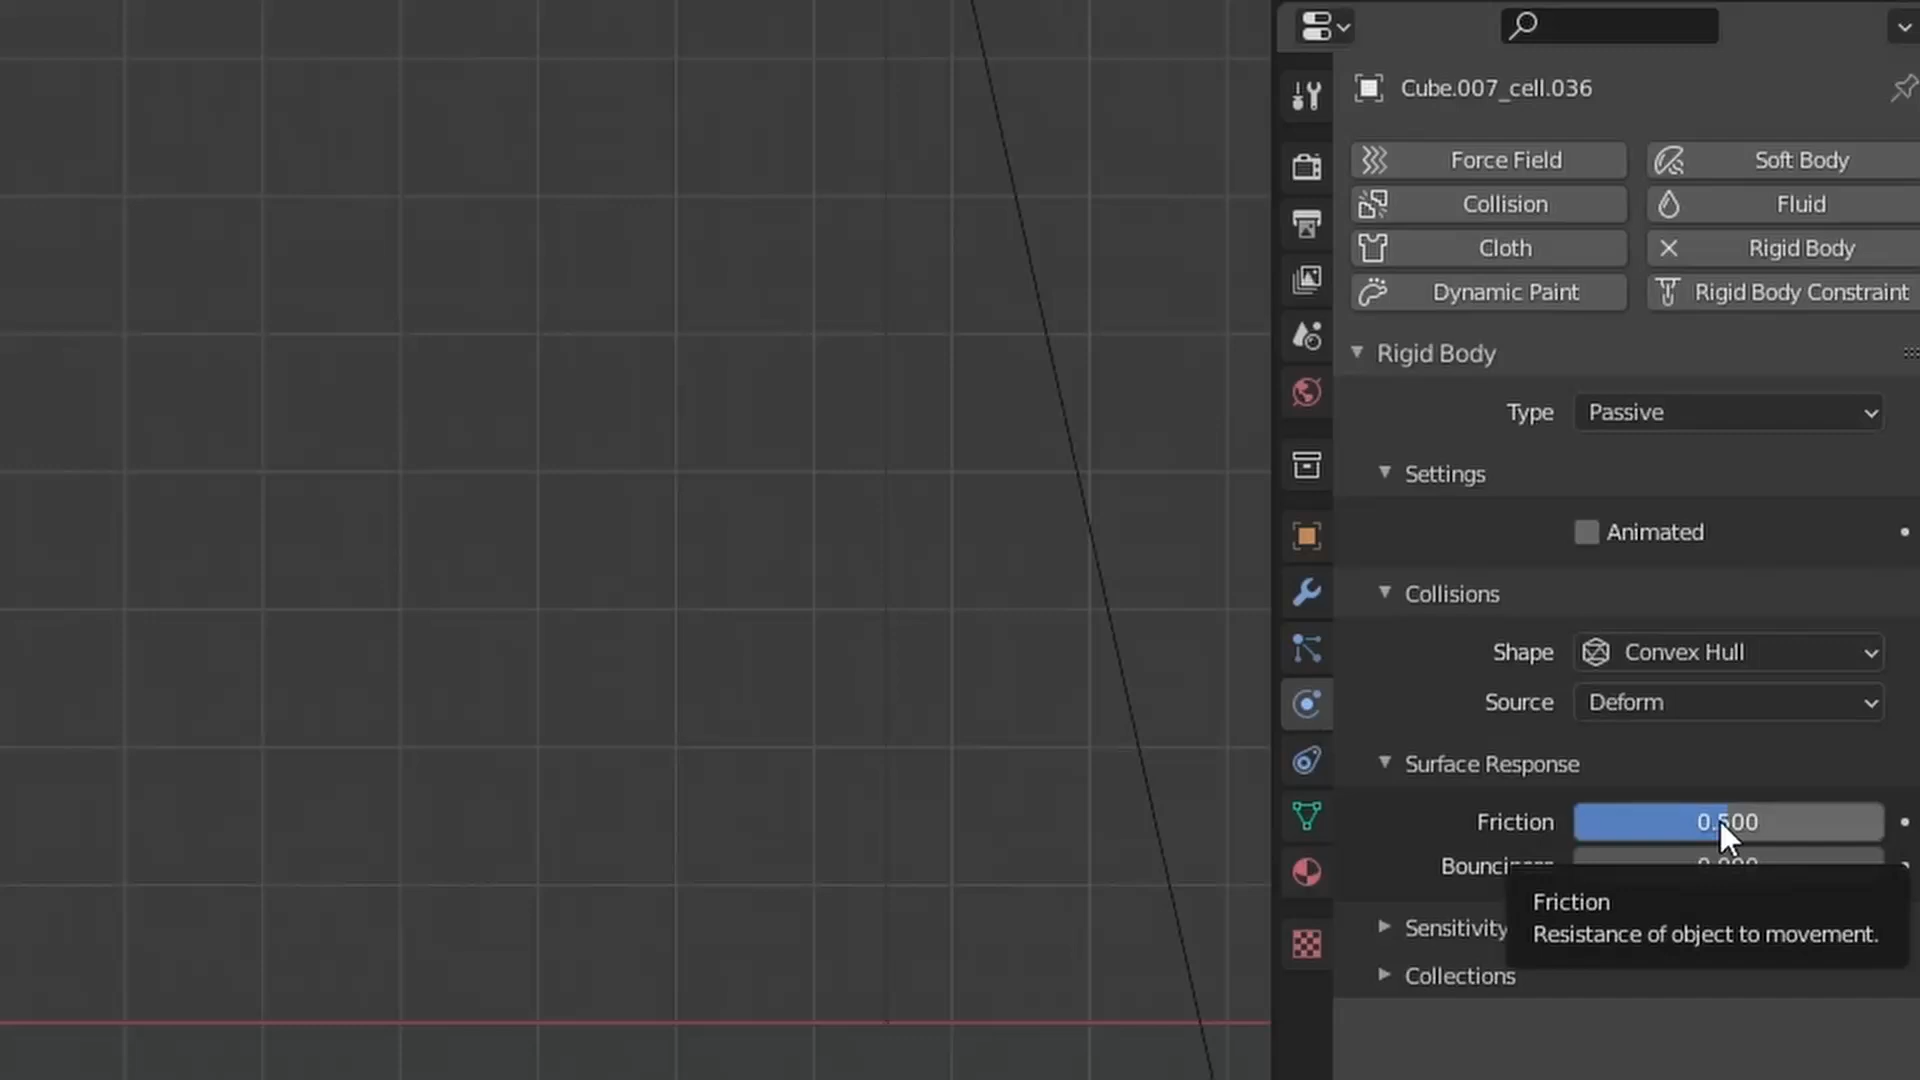 Cube.007_cell.036
Force Field
Soft Body
Collision
Fluid
Cloth
Rigid Body
Dynamic Paint
Rigid Body Constraint
Rigid Body
Type
Passive
Settings
Animated
Collisions
Shape
Convex Hull
Source
Deform
Surface Response
Friction
0.500
Friction
Resistance of object to movement.
Sensitivity
Collections